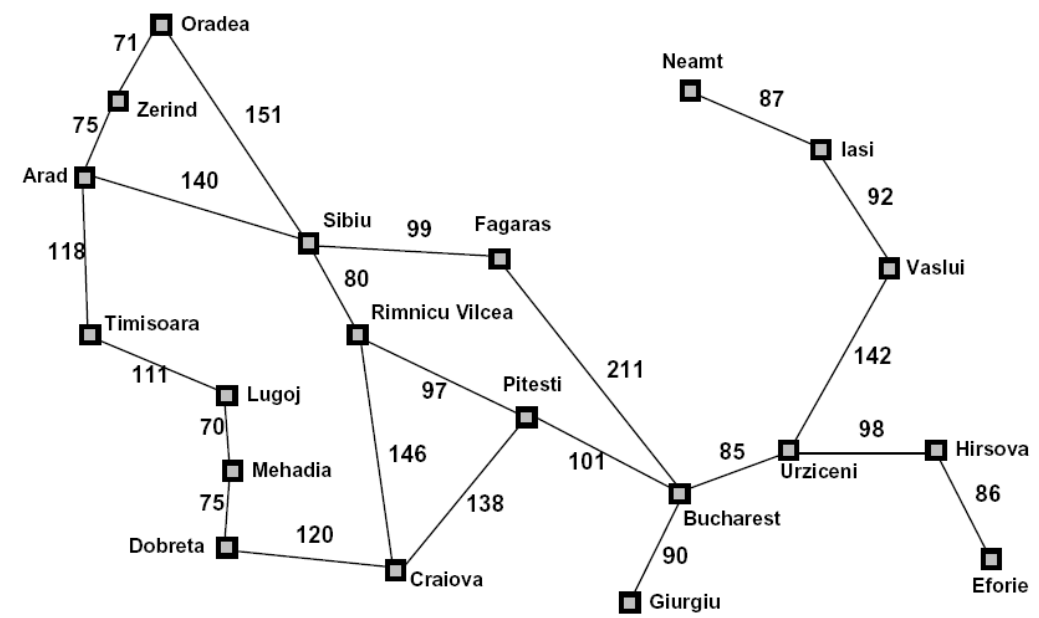 Oradea
71
Neamt
87
Zerind
151
75
Iasi
Arad
140
92
Sibiu
Fagaras
99
118
80
Vaslui
Rimnicu Vilcea
Timisoara
142
111
211
Pitesti
97
Lugoj
70
98
Hirsova
146
85
101
Urziceni
Mehadia
86
75
138
Bucharest
120
Dobreta
90
Craiova
Eforie
Giurgiu